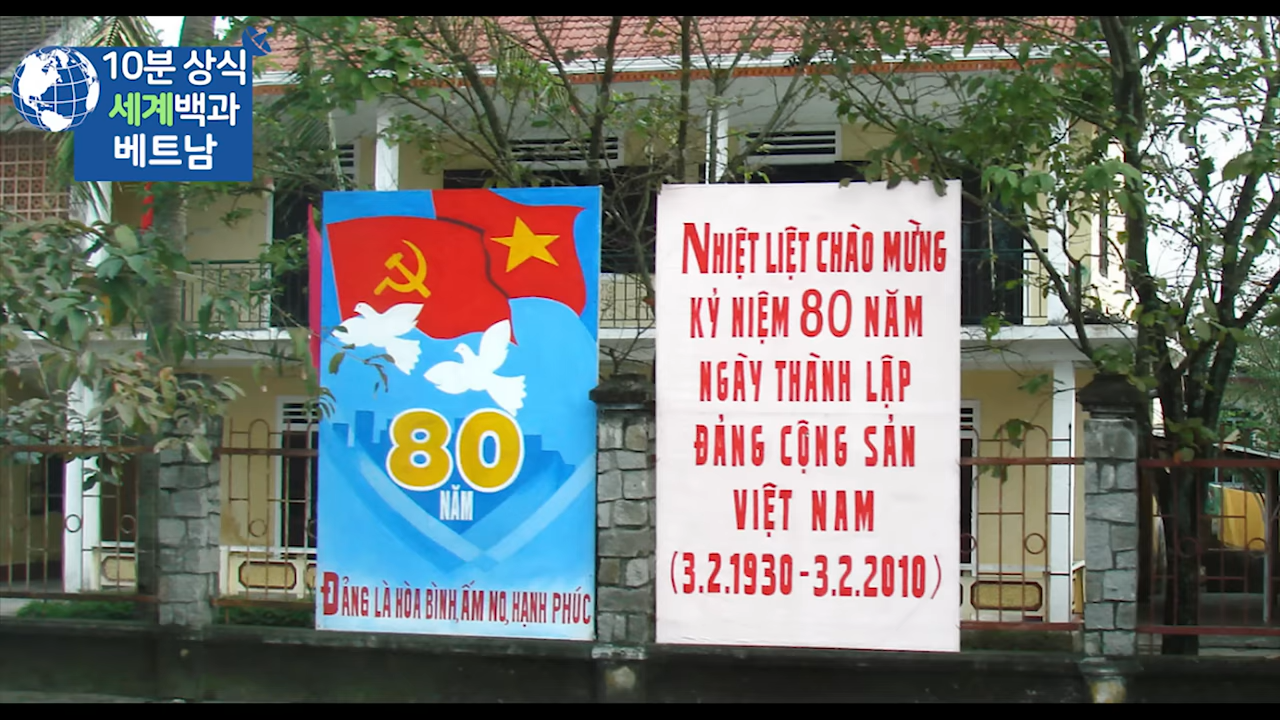 10분 상식
세계백과
베트남
80
NĂM
ĐẢNG LÀ HÒA BÌNH, ẤM NO, HẠNH PHÚC
NHIỆT LIỆT CHÀO MỪNG
KỶ NIỆM 80 NĂM
NGÀY THÀNH LẬP
ĐẢNG CỘNG SẢN
VIỆT NAM
(3.2.1930 - 3.2.2010)